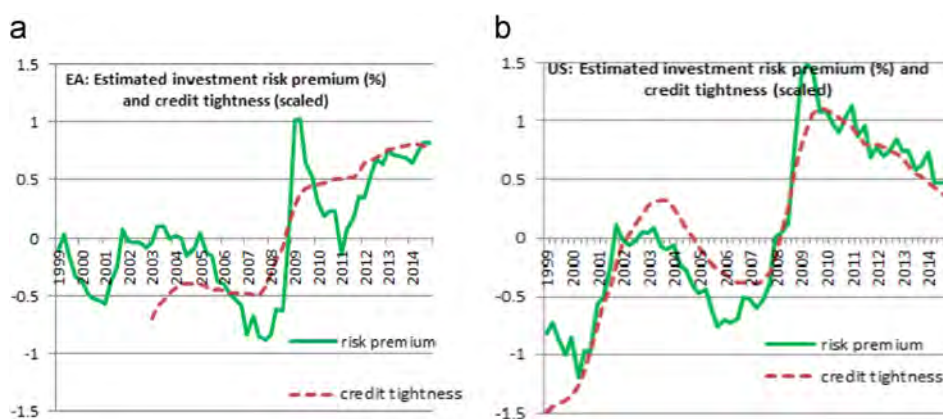 a
EA: Estimated investment risk premium (%)
and credit tightness (scaled)
1.5
1
0.5
0
-0.5
-1
-1.5
1999 2000 2001 2002 2003 2004 2005 2006 2007 2008 2009 2010 2011 2012 2013 2014
risk premium
credit tightness
b
US: Estimated investment risk premium (%) and
credit tightness (scaled)
1.5
1
0.5
0
-0.5
-1
-1.5
1999 2000 2001 2002 2003 2004 2005 2006 2007 2008 2009 2010 2011 2012 2013 2014
risk premium
credit tightness